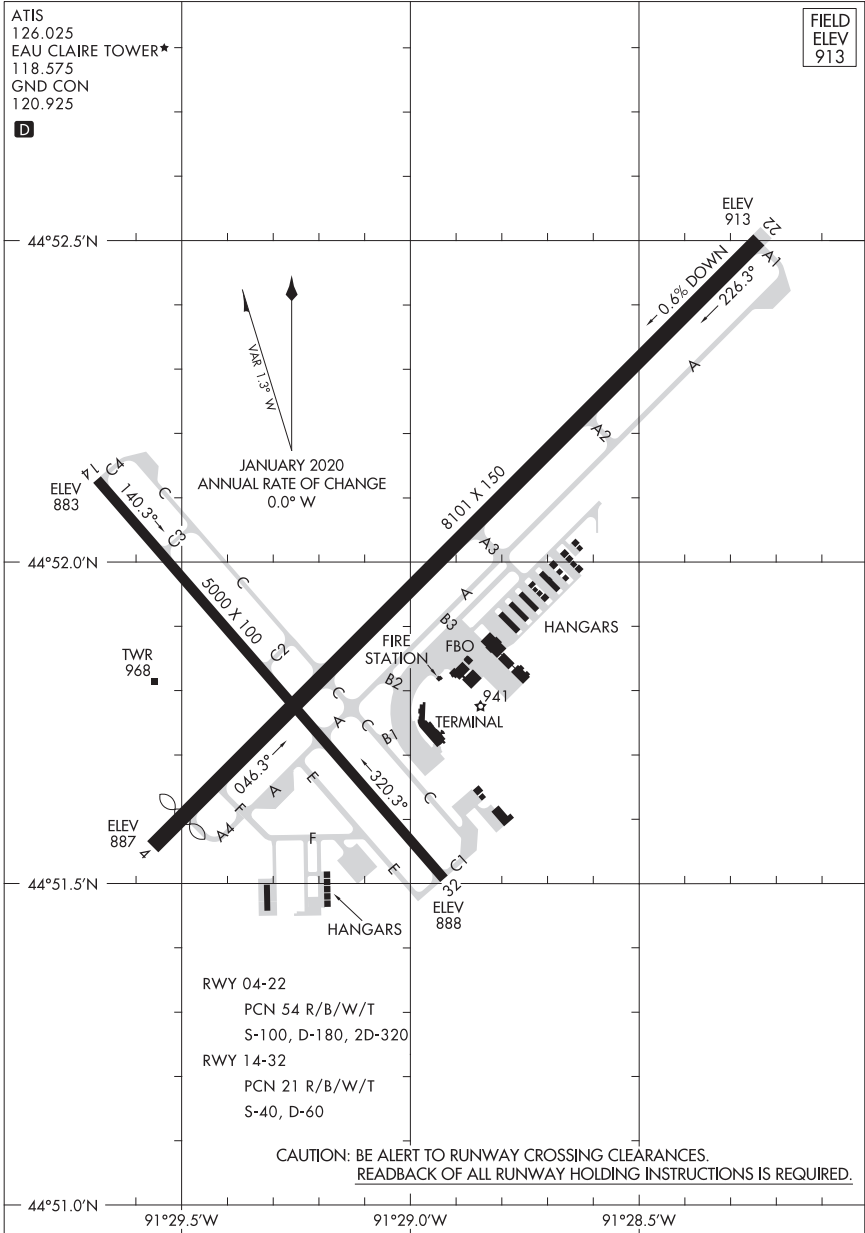 ATIS
126.025
EAU CLAIRE TOWER★
118.575
GND CON
120.925
D
FIELD
ELEV
913
ELEV
913
22
A1
44°52.5'N
0.6% DOWN
226.3°
A
VAR 1.3° W
A2
JANUARY 2020
ANNUAL RATE OF CHANGE
0.0° W
14
C4
ELEV
883
140.3°
C
C3
8101 X 150
A3
44°52.0'N
C
5000 X 100
A
B3
HANGARS
FIRE
STATION
FBO
C2
TWR
968
B2
C
941
TERMINAL
A
C
B1
046.3°
320.3°
E
A
C
F
ELEV
887
4
A4
F
E
C1
32
44°51.5'N
ELEV
888
HANGARS
RWY 04-22
PCN 54 R/B/W/T
S-100, D-180, 2D-320
RWY 14-32
PCN 21 R/B/W/T
S-40, D-60
CAUTION: BE ALERT TO RUNWAY CROSSING CLEARANCES.
READBACK OF ALL RUNWAY HOLDING INSTRUCTIONS IS REQUIRED.
44°51.0'N
91°29.5'W
91°29.0'W
91°28.5'W